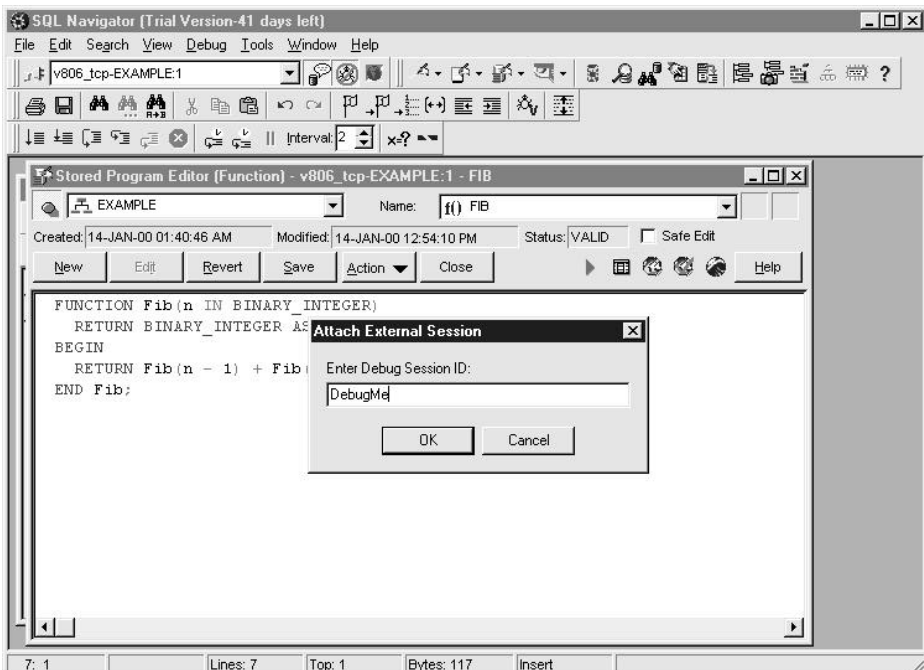 SQL Navigator (Trial Version-41 days left)
File Edit Search View Debug Tools Window Help
v806_tcp-EXAMPLE:1
Interval: 2
Stored Program Editor (Function) - v806_tcp-EXAMPLE:1 - FIB
EXAMPLE Name: f() FIB
Created: 14-JAN-00 01:40:46 AM Modified: 14-JAN-00 12:54:10 PM Status: VALID Safe Edit
New Edit Revert Save Action Close Help
FUNCTION Fib(n IN BINARY_INTEGER)
RETURN BINARY_INTEGER AS
BEGIN
RETURN Fib(n - 1) + Fib(
END Fib;
Attach External Session
Enter Debug Session ID:
DebugMe
OK Cancel
7: 1 Lines: 7 Top: 1 Bytes: 117 Insert